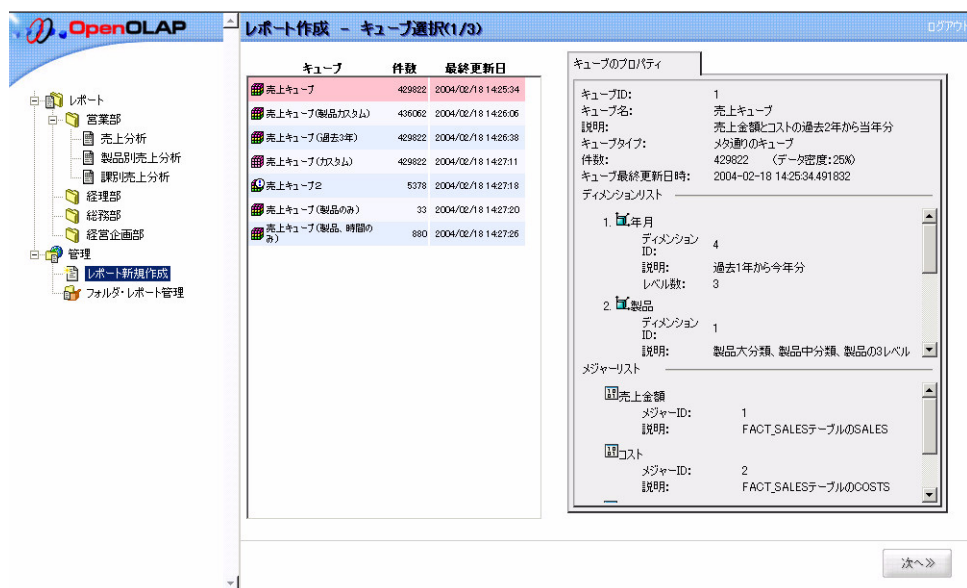 OpenOLAP
レポート作成 － キューブ選択(1/3)
ログアウト
レポート
営業部
売上分析
製品別売上分析
課別売上分析
経理部
総務部
経営企画部
管理
レポート新規作成
フォルダ・レポート管理
キューブ 件数 最終更新日
売上キューブ 429822 2004/02/18 14:25:34
売上キューブ(製品カスタム) 436062 2004/02/18 14:26:06
売上キューブ(過去3年) 429822 2004/02/18 14:26:38
売上キューブ(カスタム) 429822 2004/02/18 14:27:11
売上キューブ2 5378 2004/02/18 14:27:18
売上キューブ(製品のみ) 33 2004/02/18 14:27:20
売上キューブ(製品、時間の
み) 880 2004/02/18 14:27:26
キューブのプロパティ
キューブID: 1
キューブ名: 売上キューブ
説明: 売上金額とコストの過去2年から当年分
キューブタイプ: メタ通りのキューブ
件数: 429822 (データ密度:25%)
キューブ最終更新日時: 2004-02-18 14:25:34.491832
ディメンションリスト
1. 年月
ディメンション
ID: 4
説明: 過去1年から今年分
レベル数: 3
2. 製品
ディメンション
ID: 1
説明: 製品大分類、製品中分類、製品の3レベル
メジャーリスト
売上金額
メジャーID: 1
説明: FACT_SALESテーブルのSALES
コスト
メジャーID: 2
説明: FACT_SALESテーブルのCOSTS
次へ≫